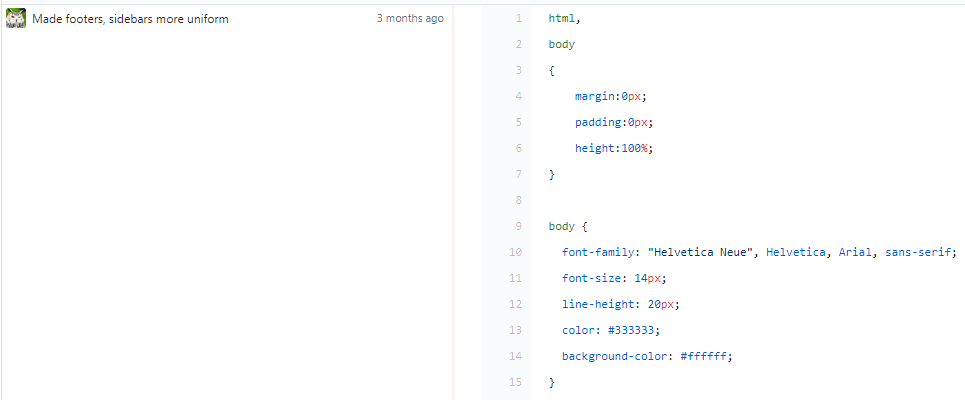 Made footers, sidebars more uniform 3 months ago
1 html,
2 body
3 {
4 margin:0px;
5 padding:0px;
6 height:100%;
7 }
8
9 body {
10 font-family: "Helvetica Neue", Helvetica, Arial, sans-serif;
11 font-size: 14px;
12 line-height: 20px;
13 color: #333333;
14 background-color: #ffffff;
15 }